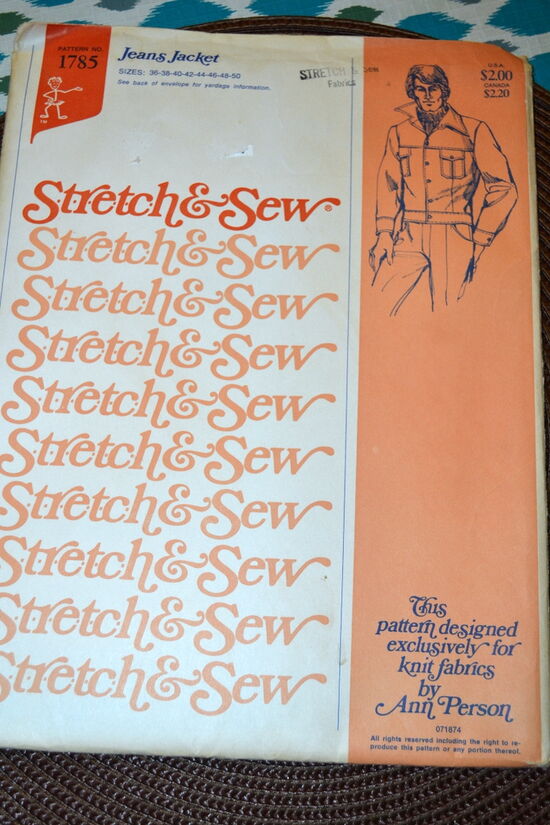 PATTERN NO.
1785
TM
Jeans Jacket
SIZES: 36-38-40-42-44-46-48-50
See back of envelope for yardage information.
STRETCH & SEW
Fabrics
U.S.A.
$2.00
CANADA
$2.20
Stretch & Sew®
Stretch & Sew
Stretch & Sew
Stretch & Sew
Stretch & Sew
Stretch & Sew
Stretch & Sew
Stretch & Sew
Stretch & Sew
Stretch & Sew
This
pattern designed
exclusively for
knit fabrics
by
Ann Person
071874
All rights reserved including the right to re-
produce this pattern or any portion thereof.